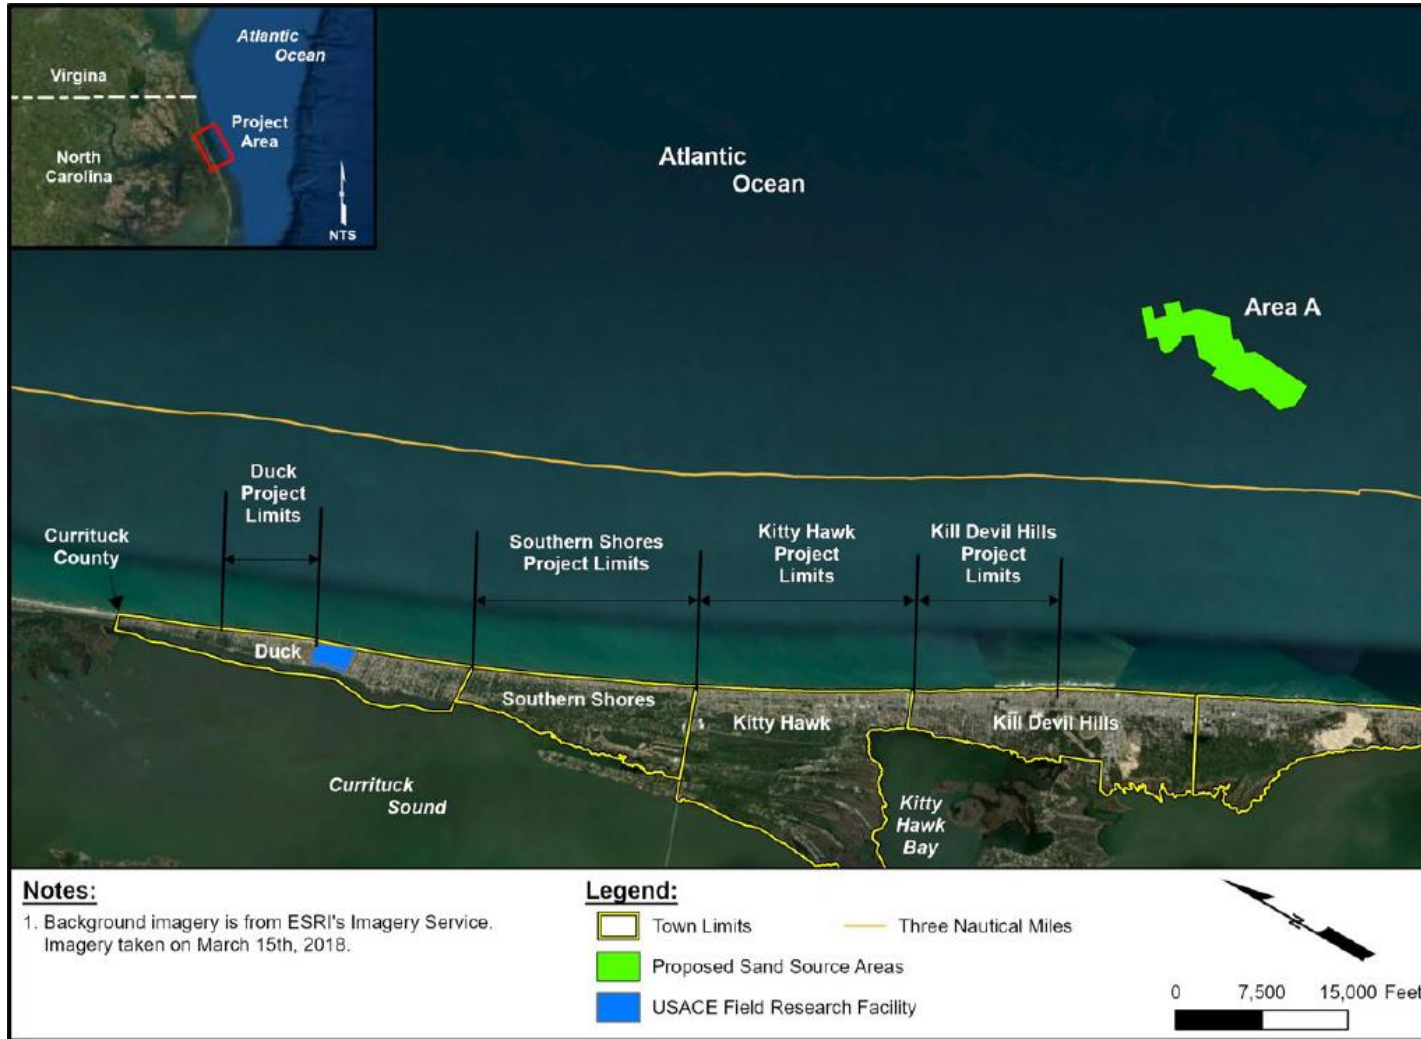 Atlantic
Ocean
Virgina
Project
Area
North
Carolina
N
NTS
Atlantic
Ocean
Area A
Duck
Project
Limits
Currituck
County
Southern Shores
Project Limits
Kitty Hawk
Project
Limits
Kill Devil Hills
Project
Limits
Duck
Southern Shores
Kitty Hawk
Kill Devil Hills
Currituck
Sound
Kitty
Hawk
Bay
Notes:
1. Background imagery is from ESRI's Imagery Service.
Imagery taken on March 15th, 2018.
Legend:
Town Limits
Three Nautical Miles
Proposed Sand Source Areas
USACE Field Research Facility
N
0 7,500 15,000 Feet